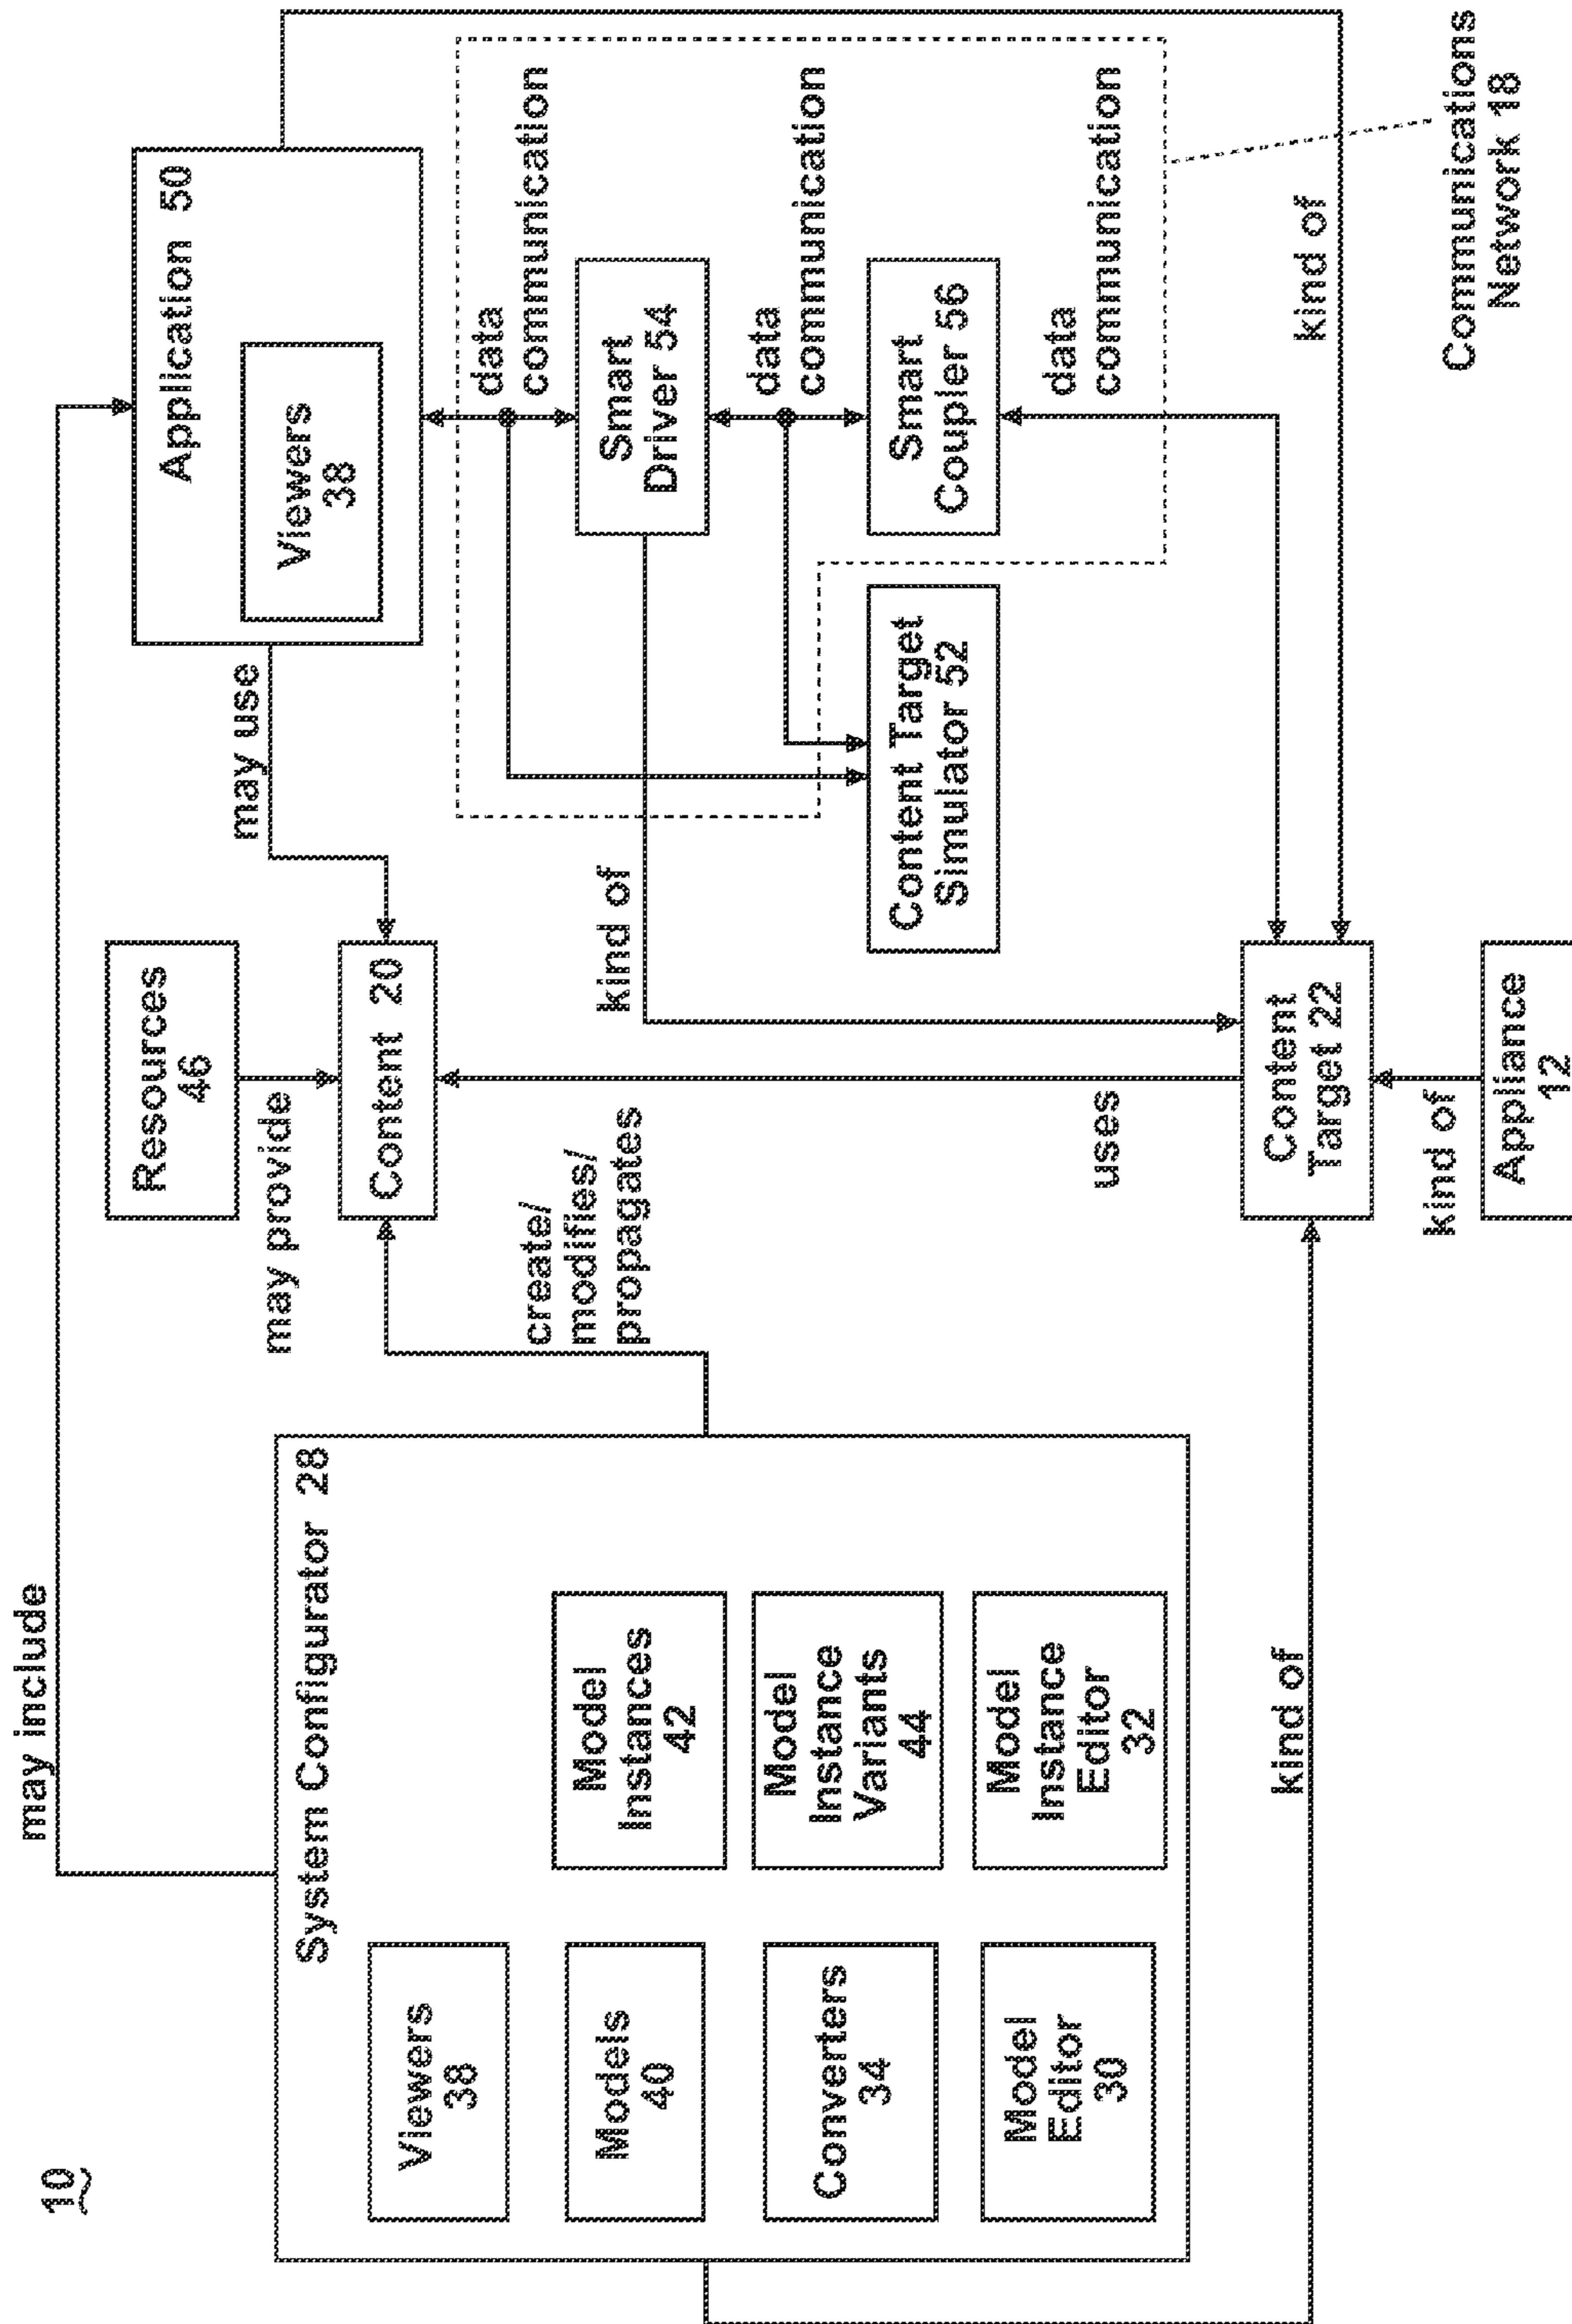 10
may include
System Configurator 28
Viewers
38
Models
40
Converters
34
Model
Editor
30
Model
Instances
42
Model
Instance
Variants
44
Model
Instance
Editor
32
create/
modifies/
propagates
kind of
Resources
46
may provide
Content 20
may use
uses
kind of
Content
Target 22
kind of
Appliance
12
Application 50
Viewers
38
data
communication
Smart
Driver 54
data
communication
Content Target
Simulator 52
Smart
Coupler 56
data
communication
kind of
Communications
Network 18